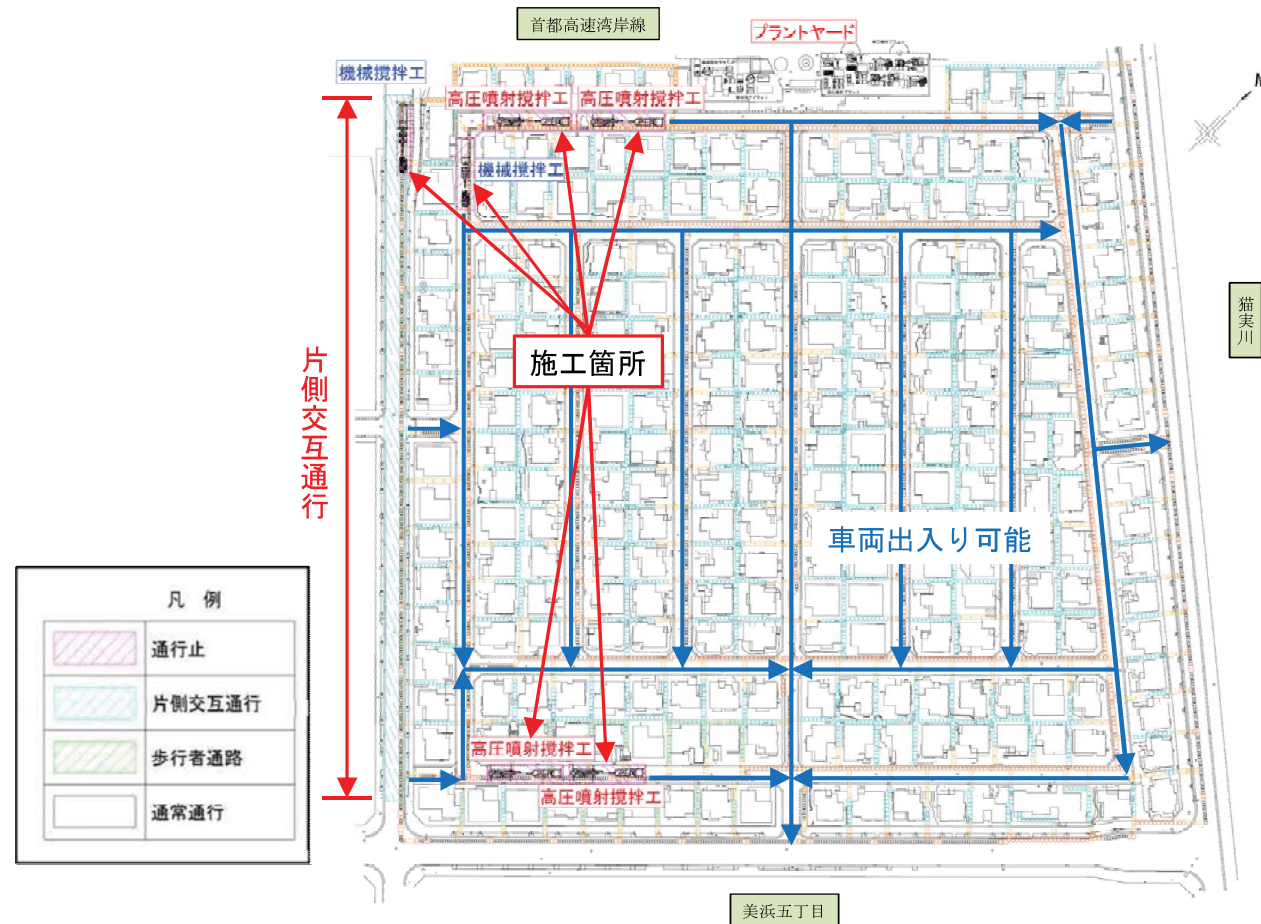 首都高速湾岸線
プラントヤード
機械撹拌工
高圧噴射撹拌工
高圧噴射撹拌工
機械撹拌工
猫実川
施工箇所
片側交互通行
車両出入り可能
凡 例
通行止
片側交互通行
歩行者通路
通常通行
高圧噴射撹拌工
高圧噴射撹拌工
美浜五丁目